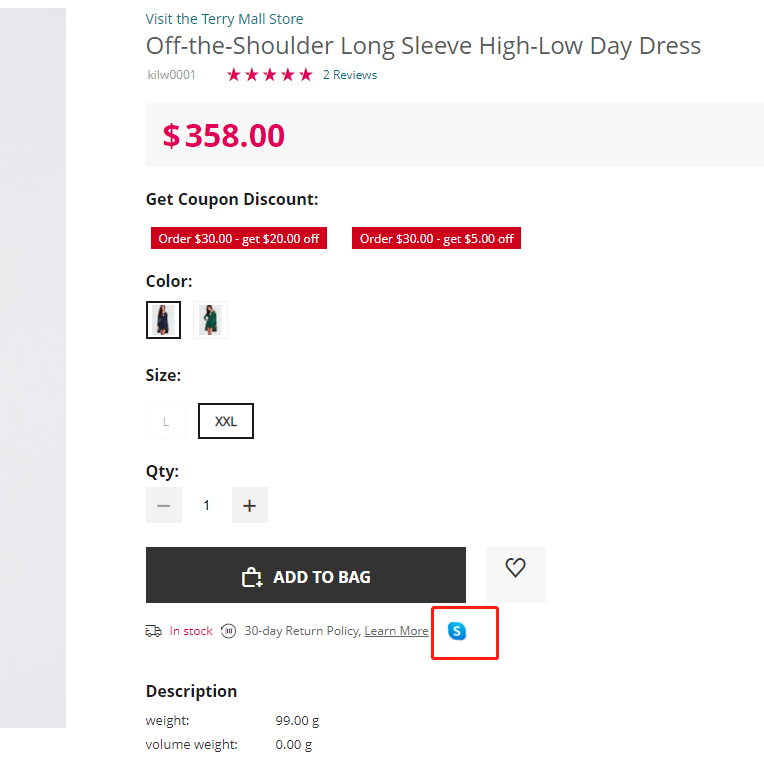 Visit the Terry Mall Store
Off-the-Shoulder Long Sleeve High-Low Day Dress
kilw0001 2 Reviews
$358.00
Get Coupon Discount:
Order $30.00 - get $20.00 off Order $30.00 - get $5.00 off
Color:
Size:
L XXL
Qty:
− 1 +
ADD TO BAG
In stock 30 30-day Return Policy, Learn More S
Description
weight: 99.00 g
volume weight: 0.00 g